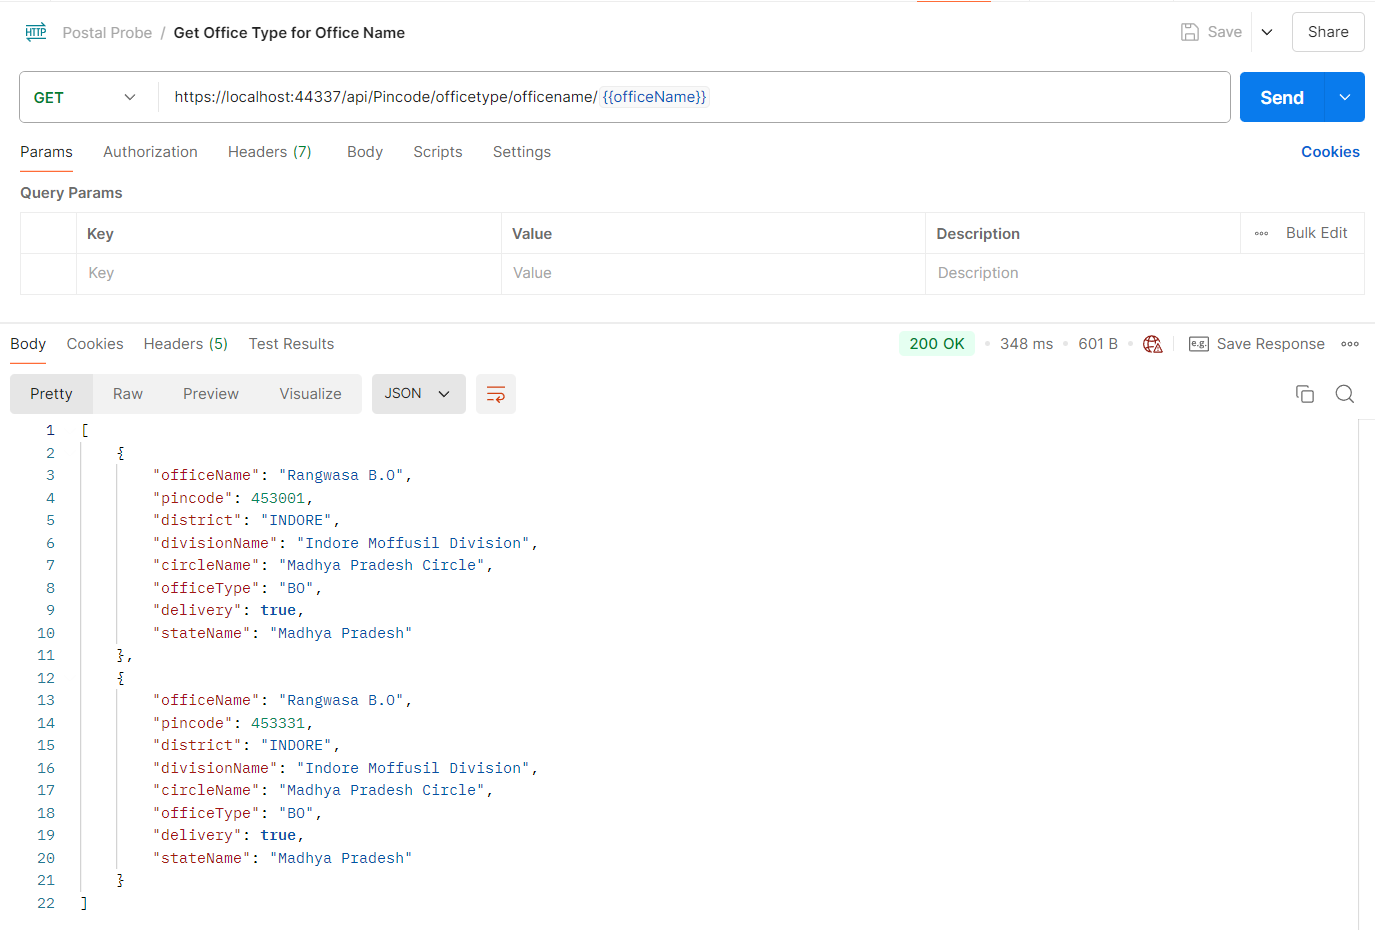 HTTP Postal Probe / Get Office Type for Office Name Save Share
GET https://localhost:44337/api/Pincode/officetype/officename/ {{officeName}} Send
Params Authorization Headers (7) Body Scripts Settings Cookies
Query Params
Key Value Description Bulk Edit
Key Value Description
Body Cookies Headers (5) Test Results 200 OK 348 ms 601 B e.g. Save Response
Pretty Raw Preview Visualize JSON
1 [
2 {
3 "officeName": "Rangwasa B.O",
4 "pincode": 453001,
5 "district": "INDORE",
6 "divisionName": "Indore Moffusil Division",
7 "circleName": "Madhya Pradesh Circle",
8 "officeType": "BO",
9 "delivery": true,
10 "stateName": "Madhya Pradesh"
11 },
12 {
13 "officeName": "Rangwasa B.O",
14 "pincode": 453331,
15 "district": "INDORE",
16 "divisionName": "Indore Moffusil Division",
17 "circleName": "Madhya Pradesh Circle",
18 "officeType": "BO",
19 "delivery": true,
20 "stateName": "Madhya Pradesh"
21 }
22 ]